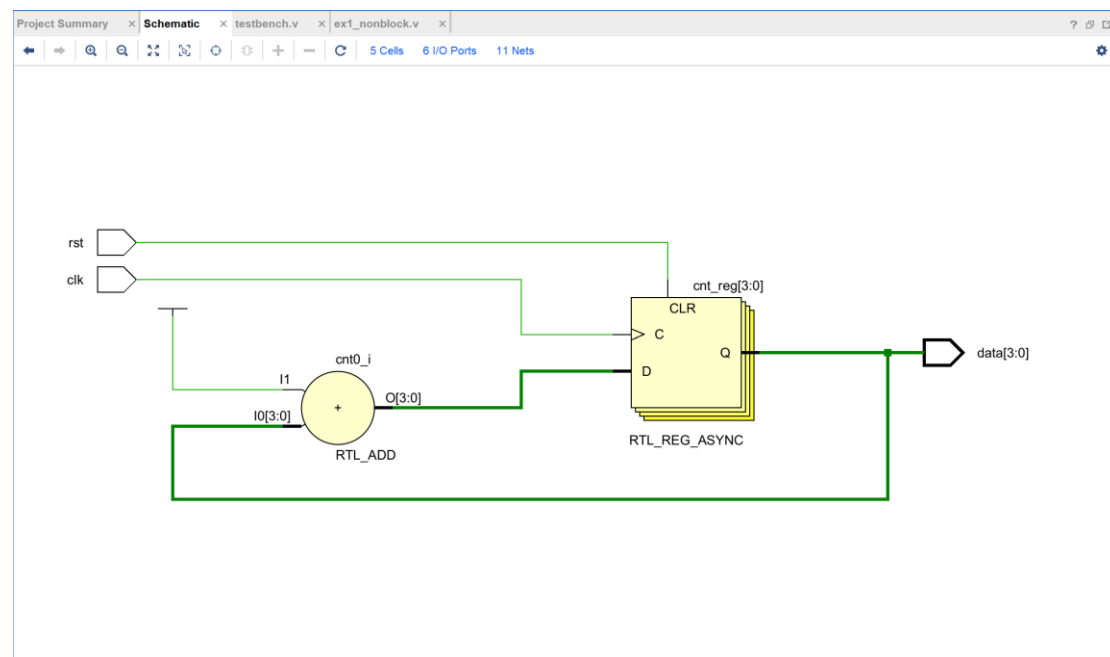 Project Summary × Schematic × testbench.v × ex1_nonblock.v ×
?
5 Cells 6 I/O Ports 11 Nets
rst
clk
cnt_reg[3:0]
CLR
C
Q
data[3:0]
D
RTL_REG_ASYNC
cnt0_i
I1
O[3:0]
+
I0[3:0]
RTL_ADD